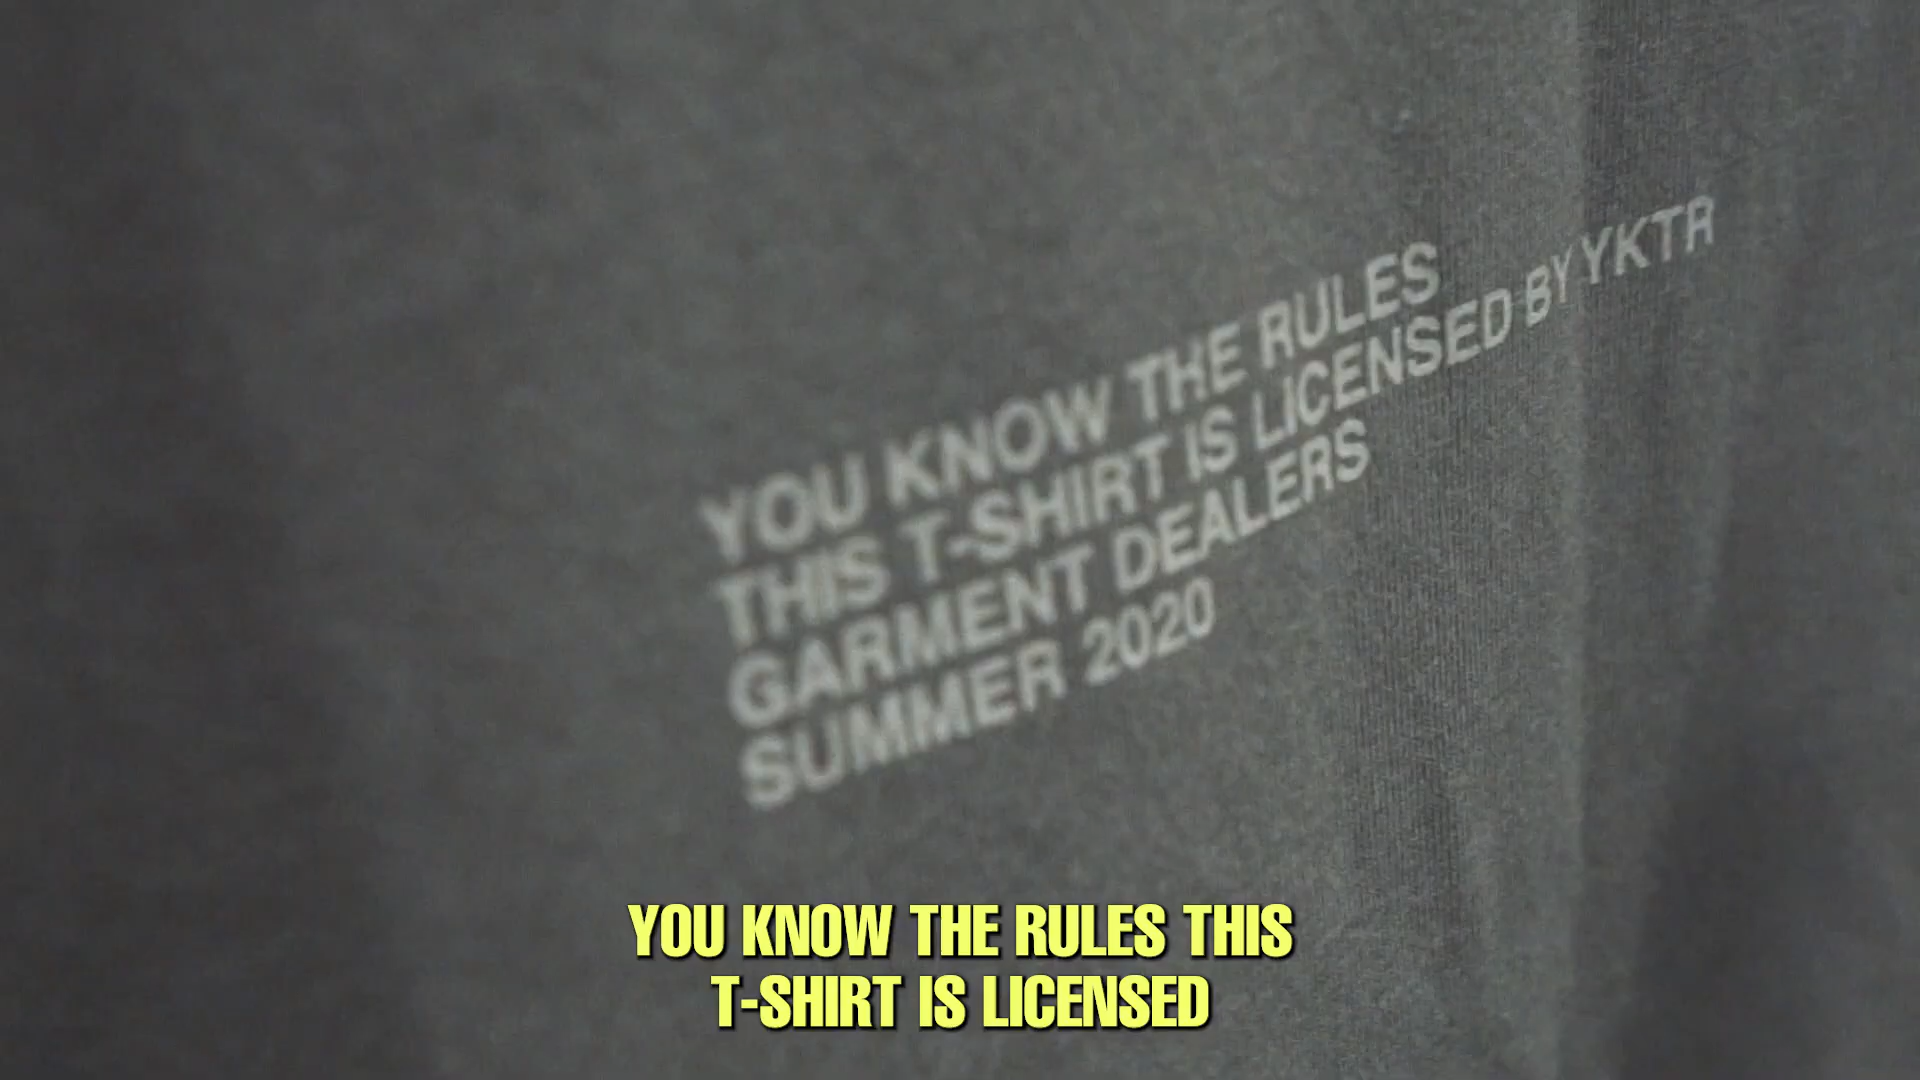 YOU KNOW THE RULES
THIS T-SHIRT IS LICENSED BY YKTR
GARMENT DEALERS
SUMMER 2020
YOU KNOW THE RULES THIS
T-SHIRT IS LICENSED